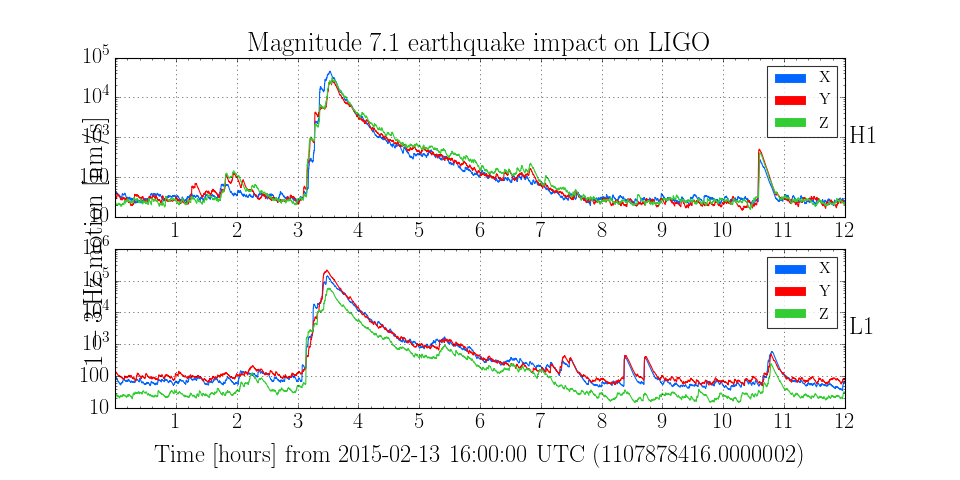 Magnitude 7.1 earthquake impact on LIGO
10^5
10^4
10^3
10
X
Y
Z
H1
1 2 3 4 5 6 7 8 9 10 11 12
10^6
10^5
10^4
10^3
100
10
X
Y
Z
L1
1 2 3 4 5 6 7 8 9 10 11 12
Time [hours] from 2015-02-13 16:00:00 UTC (1107878416.0000002)